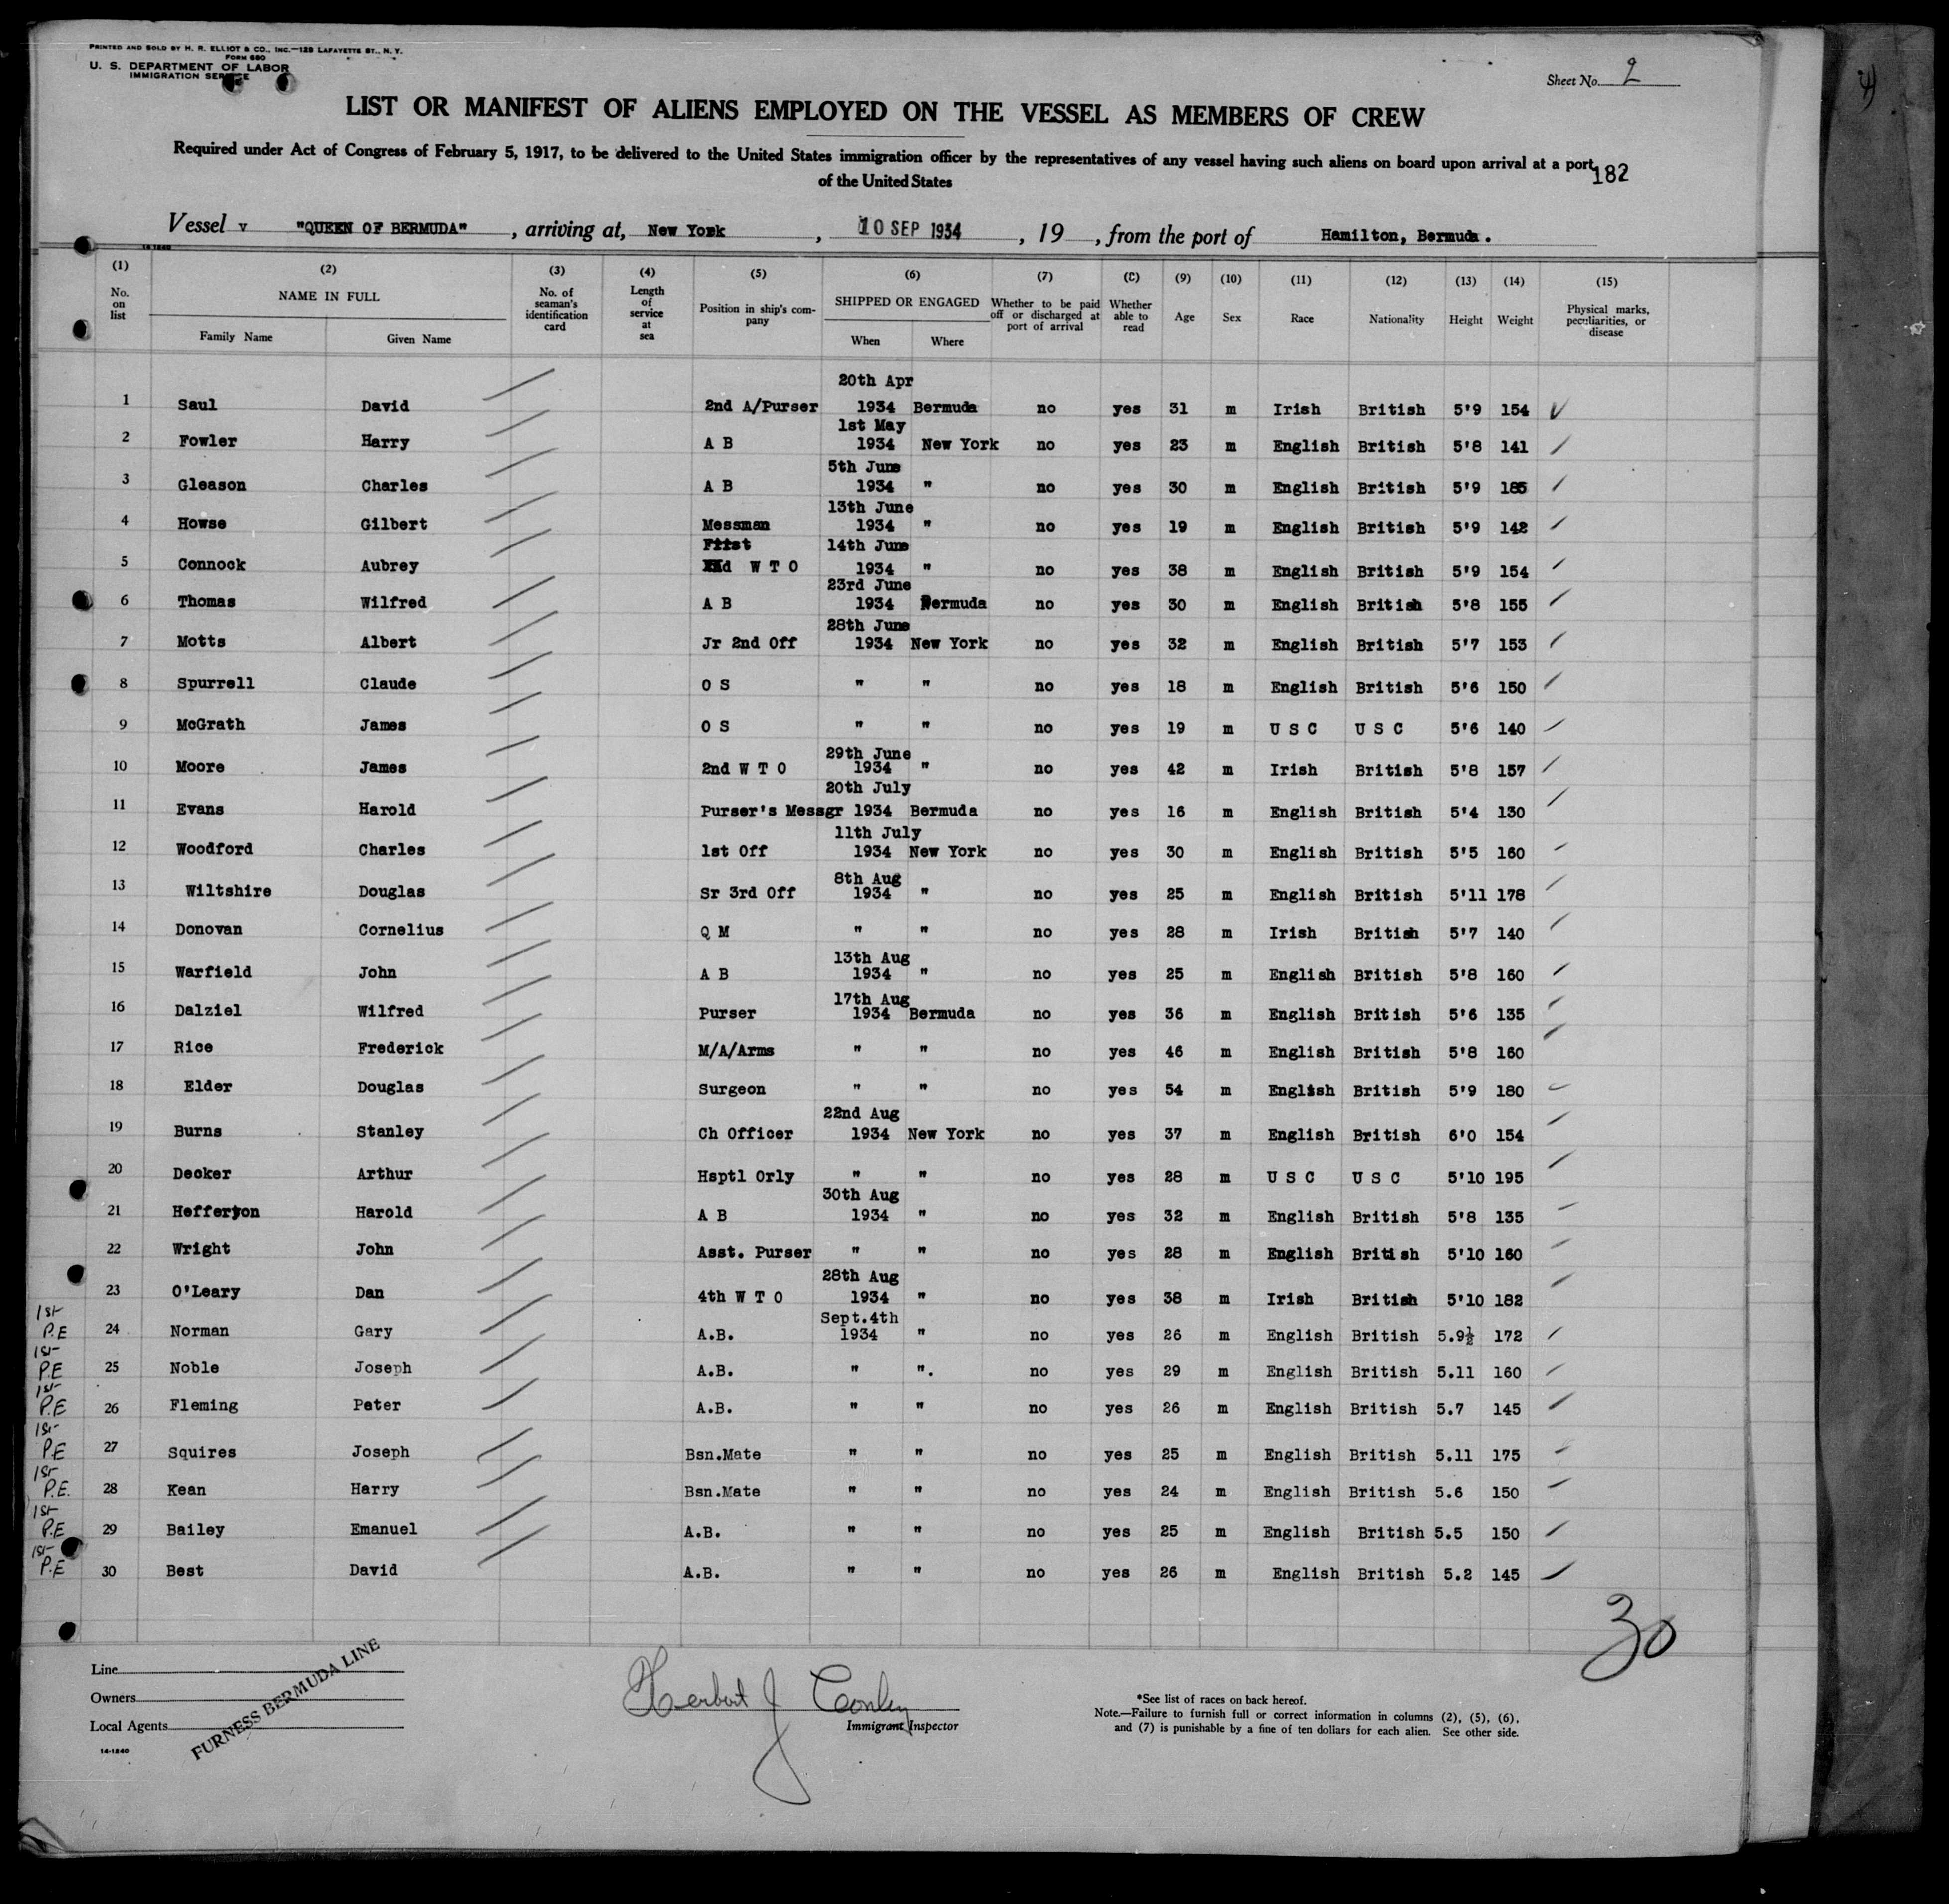 PRINTED AND SOLD BY H. R. ELLIOT & CO., INC.—129 LAFAYETTE ST., N. Y.
FORM 680
U. S. DEPARTMENT OF LABOR
IMMIGRATION SERVICE
Sheet No. 2
LIST OR MANIFEST OF ALIENS EMPLOYED ON THE VESSEL AS MEMBERS OF CREW
Required under Act of Congress of February 5, 1917, to be delivered to the United States immigration officer by the representatives of any vessel having such aliens on board upon arrival at a port
of the United States
182
Vessel v "QUEEN OF BERMUDA", arriving at, New York, 10 SEP 1934, 19 , from the port of Hamilton, Bermuda.
14-1240
(1) (2) (3) (4) (5) (6) (7) (C) (9) (10) (11) (12) (13) (14) (15)
No. on list NAME IN FULL Family Name Given Name No. of seaman's identification card Length of service at sea Position in ship's company SHIPPED OR ENGAGED When Where Whether to be paid off or discharged at port of arrival Whether able to read Age Sex Race Nationality Height Weight Physical marks, peculiarities, or disease
20th Apr
1 Saul David 2nd A/Purser 1934 Bermuda no yes 31 m Irish British 5'9 154
1st May
2 Fowler Harry A B 1934 New York no yes 23 m English British 5'8 141
5th June
3 Gleason Charles A B 1934 " no yes 30 m English British 5'9 185
13th June
4 Howse Gilbert Messman 1934 " no yes 19 m English British 5'9 142
First 14th June
5 Connock Aubrey W T O 1934 " no yes 38 m English British 5'9 154
23rd June
6 Thomas Wilfred A B 1934 Bermuda no yes 30 m English British 5'8 155
28th June
7 Motts Albert Jr 2nd Off 1934 New York no yes 32 m English British 5'7 153
8 Spurrell Claude O S " " no yes 18 m English British 5'6 150
9 McGrath James O S " " no yes 19 m U S C U S C 5'6 140
29th June
10 Moore James 2nd W T O 1934 " no yes 42 m Irish British 5'8 157
20th July
11 Evans Harold Purser's Messgr 1934 Bermuda no yes 16 m English British 5'4 130
11th July
12 Woodford Charles 1st Off 1934 New York no yes 30 m English British 5'5 160
8th Aug
13 Wiltshire Douglas Sr 3rd Off 1934 " no yes 25 m English British 5'11 178
14 Donovan Cornelius Q M " " no yes 28 m Irish British 5'7 140
13th Aug
15 Warfield John A B 1934 " no yes 25 m English British 5'8 160
17th Aug
16 Dalziel Wilfred Purser 1934 Bermuda no yes 36 m English British 5'6 135
17 Rice Frederick M/A/Arms " " no yes 46 m English British 5'8 160
18 Elder Douglas Surgeon " " no yes 54 m English British 5'9 180
22nd Aug
19 Burns Stanley Ch Officer 1934 New York no yes 37 m English British 6'0 154
20 Decker Arthur Hsptl Orly " " no yes 28 m U S C U S C 5'10 195
30th Aug
21 Hefferyon Harold A B 1934 " no yes 32 m English British 5'8 135
22 Wright John Asst. Purser " " no yes 28 m English British 5'10 160
28th Aug
23 O'Leary Dan 4th W T O 1934 " no yes 38 m Irish British 5'10 182
1st Sept.4th
P.E 24 Norman Gary A.B. 1934 " no yes 26 m English British 5.9½ 172
1st
P.E 25 Noble Joseph A.B. " ". no yes 29 m English British 5.11 160
1st
P.E 26 Fleming Peter A.B. " " no yes 26 m English British 5.7 145
1st
P.E 27 Squires Joseph Bsn.Mate " " no yes 25 m English British 5.11 175
1st
P.E. 28 Kean Harry Bsn.Mate " " no yes 24 m English British 5.6 150
1st
P.E 29 Bailey Emanuel A.B. " " no yes 25 m English British 5.5 150
1st
P.E 30 Best David A.B. " " no yes 26 m English British 5.2 145
30
Line
Owners
Local Agents
FURNESS BERMUDA LINE
14-1240
Herbert J Conley
Immigrant Inspector
*See list of races on back hereof.
Note.—Failure to furnish full or correct information in columns (2), (5), (6),
and (7) is punishable by a fine of ten dollars for each alien. See other side.